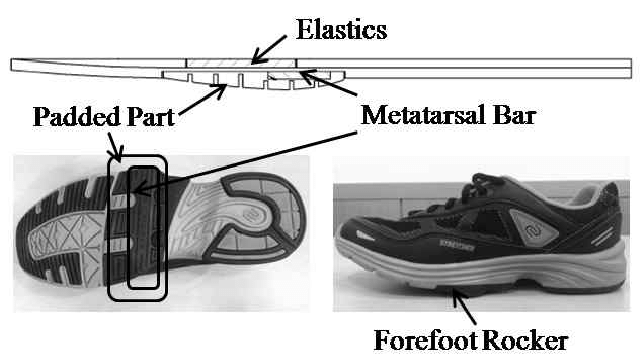 Elastics
Padded Part
Metatarsal Bar
Forefoot Rocker